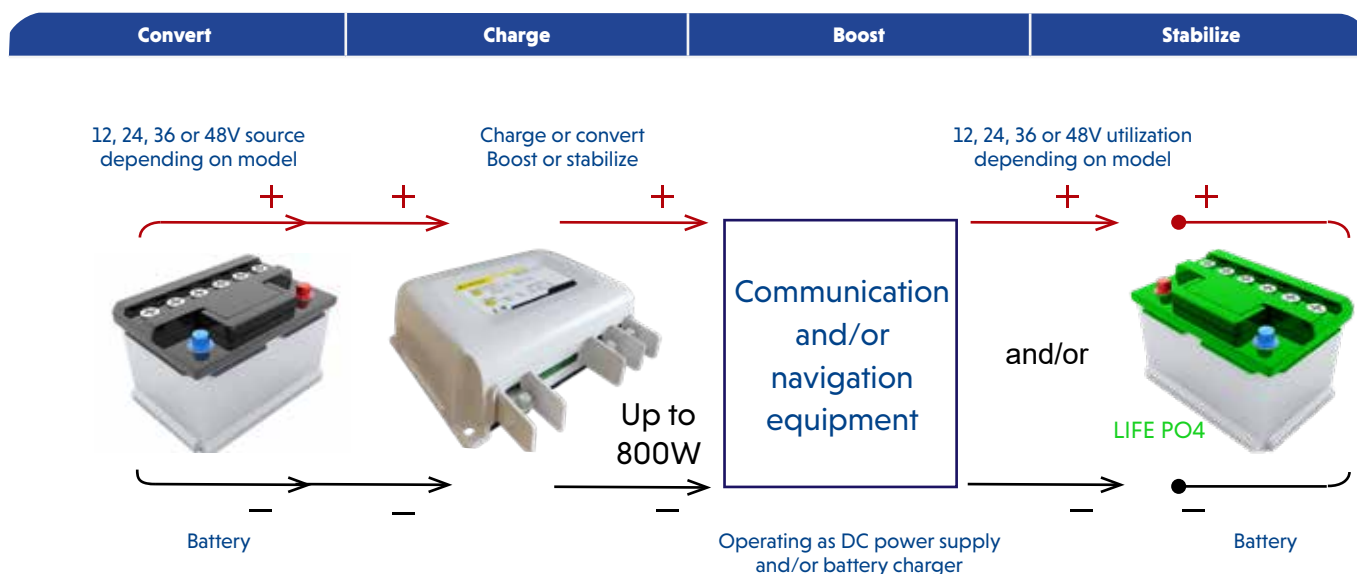 Convert
Charge
Boost
Stabilize
12, 24, 36 or 48V source
depending on model
Charge or convert
Boost or stabilize
12, 24, 36 or 48V utilization
depending on model
+
+
+
+
+
Communication
and/or
navigation
equipment
and/or
Up to
800W
LIFE PO4
−
−
−
−
−
Battery
Operating as DC power supply
and/or battery charger
Battery